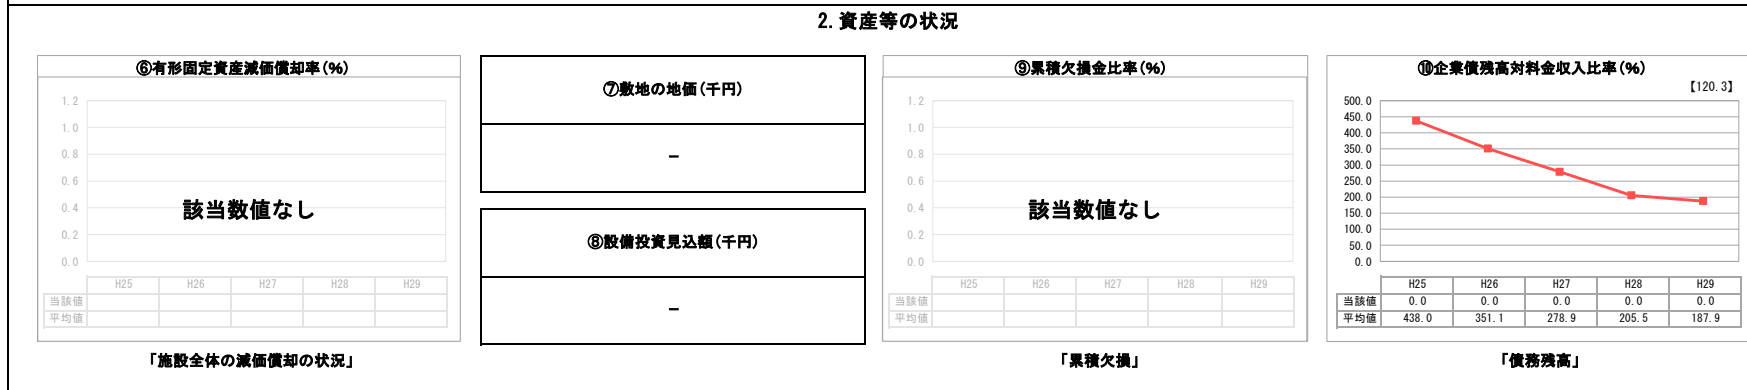 2.資産等の状況
⑥有形固定資産減価償却率(%)
1.2
1.0
0.8
0.6
0.4
0.2
0.0
該当数値なし
H25 H26 H27 H28 H29
当該値
平均値
「施設全体の減価償却の状況」
⑦敷地の地価(千円)
－
⑧設備投資見込額(千円)
－
⑨累積欠損金比率(%)
1.2
1.0
0.8
0.6
0.4
0.2
0.0
該当数値なし
H25 H26 H27 H28 H29
当該値
平均値
「累積欠損」
⑩企業債残高対料金収入比率(%)
【120.3】
500.0
450.0
400.0
350.0
300.0
250.0
200.0
150.0
100.0
50.0
0.0
H25 H26 H27 H28 H29
当該値 0.0 0.0 0.0 0.0 0.0
平均値 438.0 351.1 278.9 205.5 187.9
「債務残高」